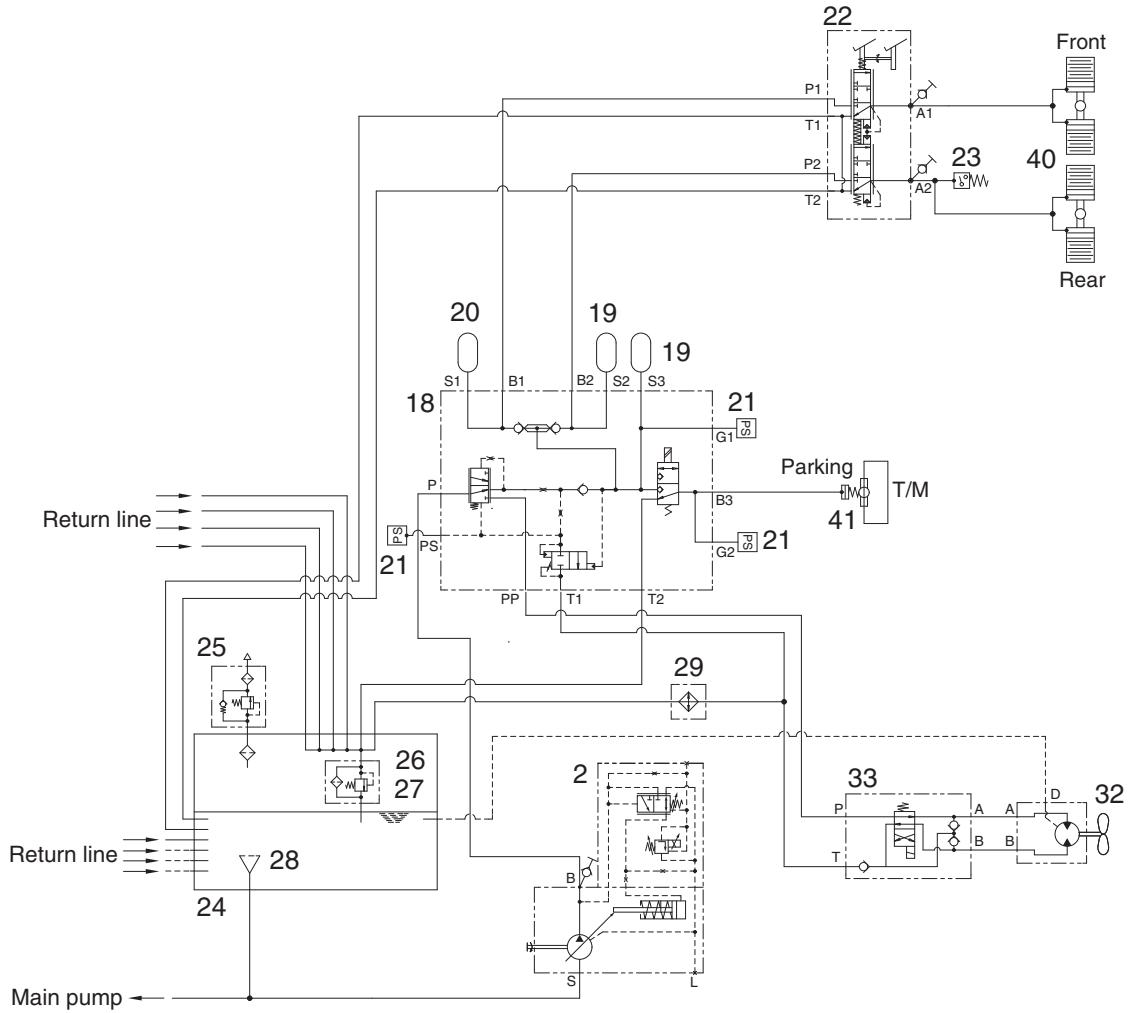 22
Front
P1
A1
T1
23
40
P2
A2
T2
Rear
20
19
19
S1
B1
B2
S2
S3
18
21
PS
G1
Parking
P
T/M
B3
Return line
41
PS
PS
PS
21
21
G2
PP
T1
T2
25
29
26
2
33
27
D
32
P
A
A
Return line
28
B
B
B
T
24
S
L
Main pump